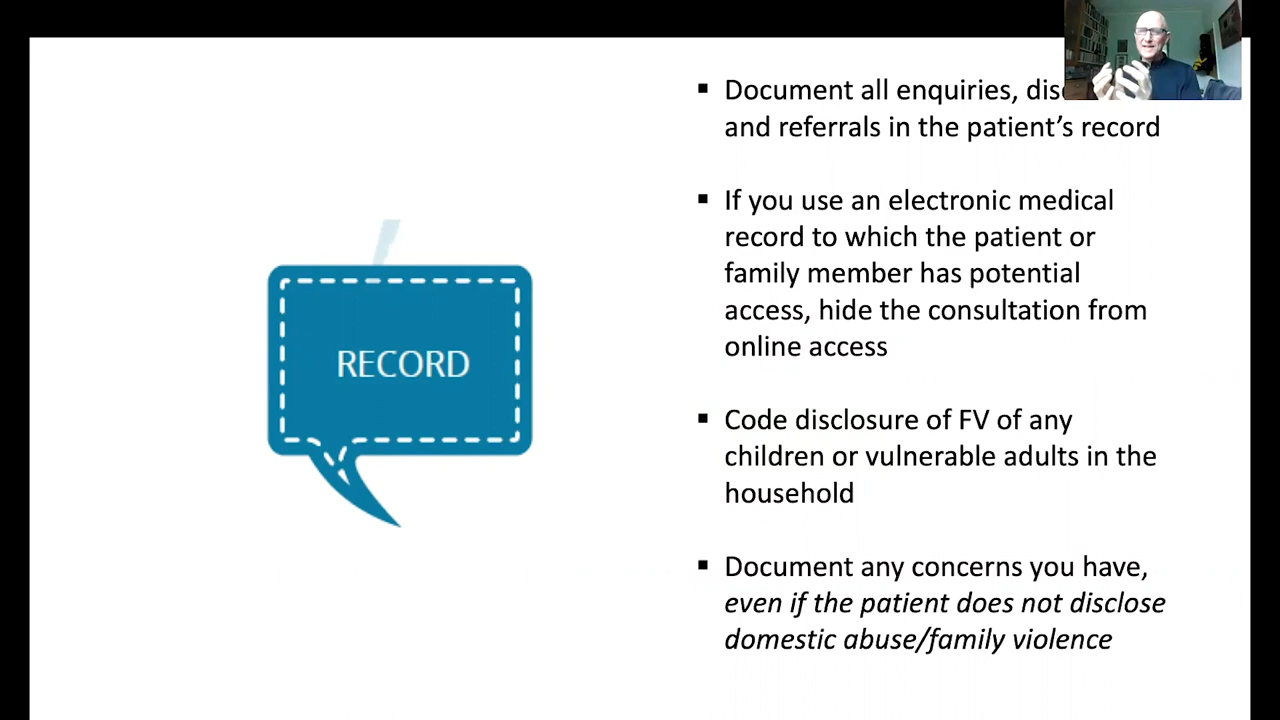 RECORD
▪ Document all enquiries,
and referrals in the patient’s record
▪ If you use an electronic medical
record to which the patient or
family member has potential
access, hide the consultation from
online access
▪ Code disclosure of FV of any
children or vulnerable adults in the
household
▪ Document any concerns you have,
even if the patient does not disclose
domestic abuse/family violence